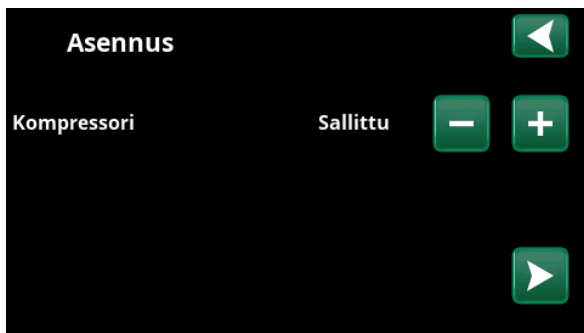 Asennus
Kompressori Sallittu − +